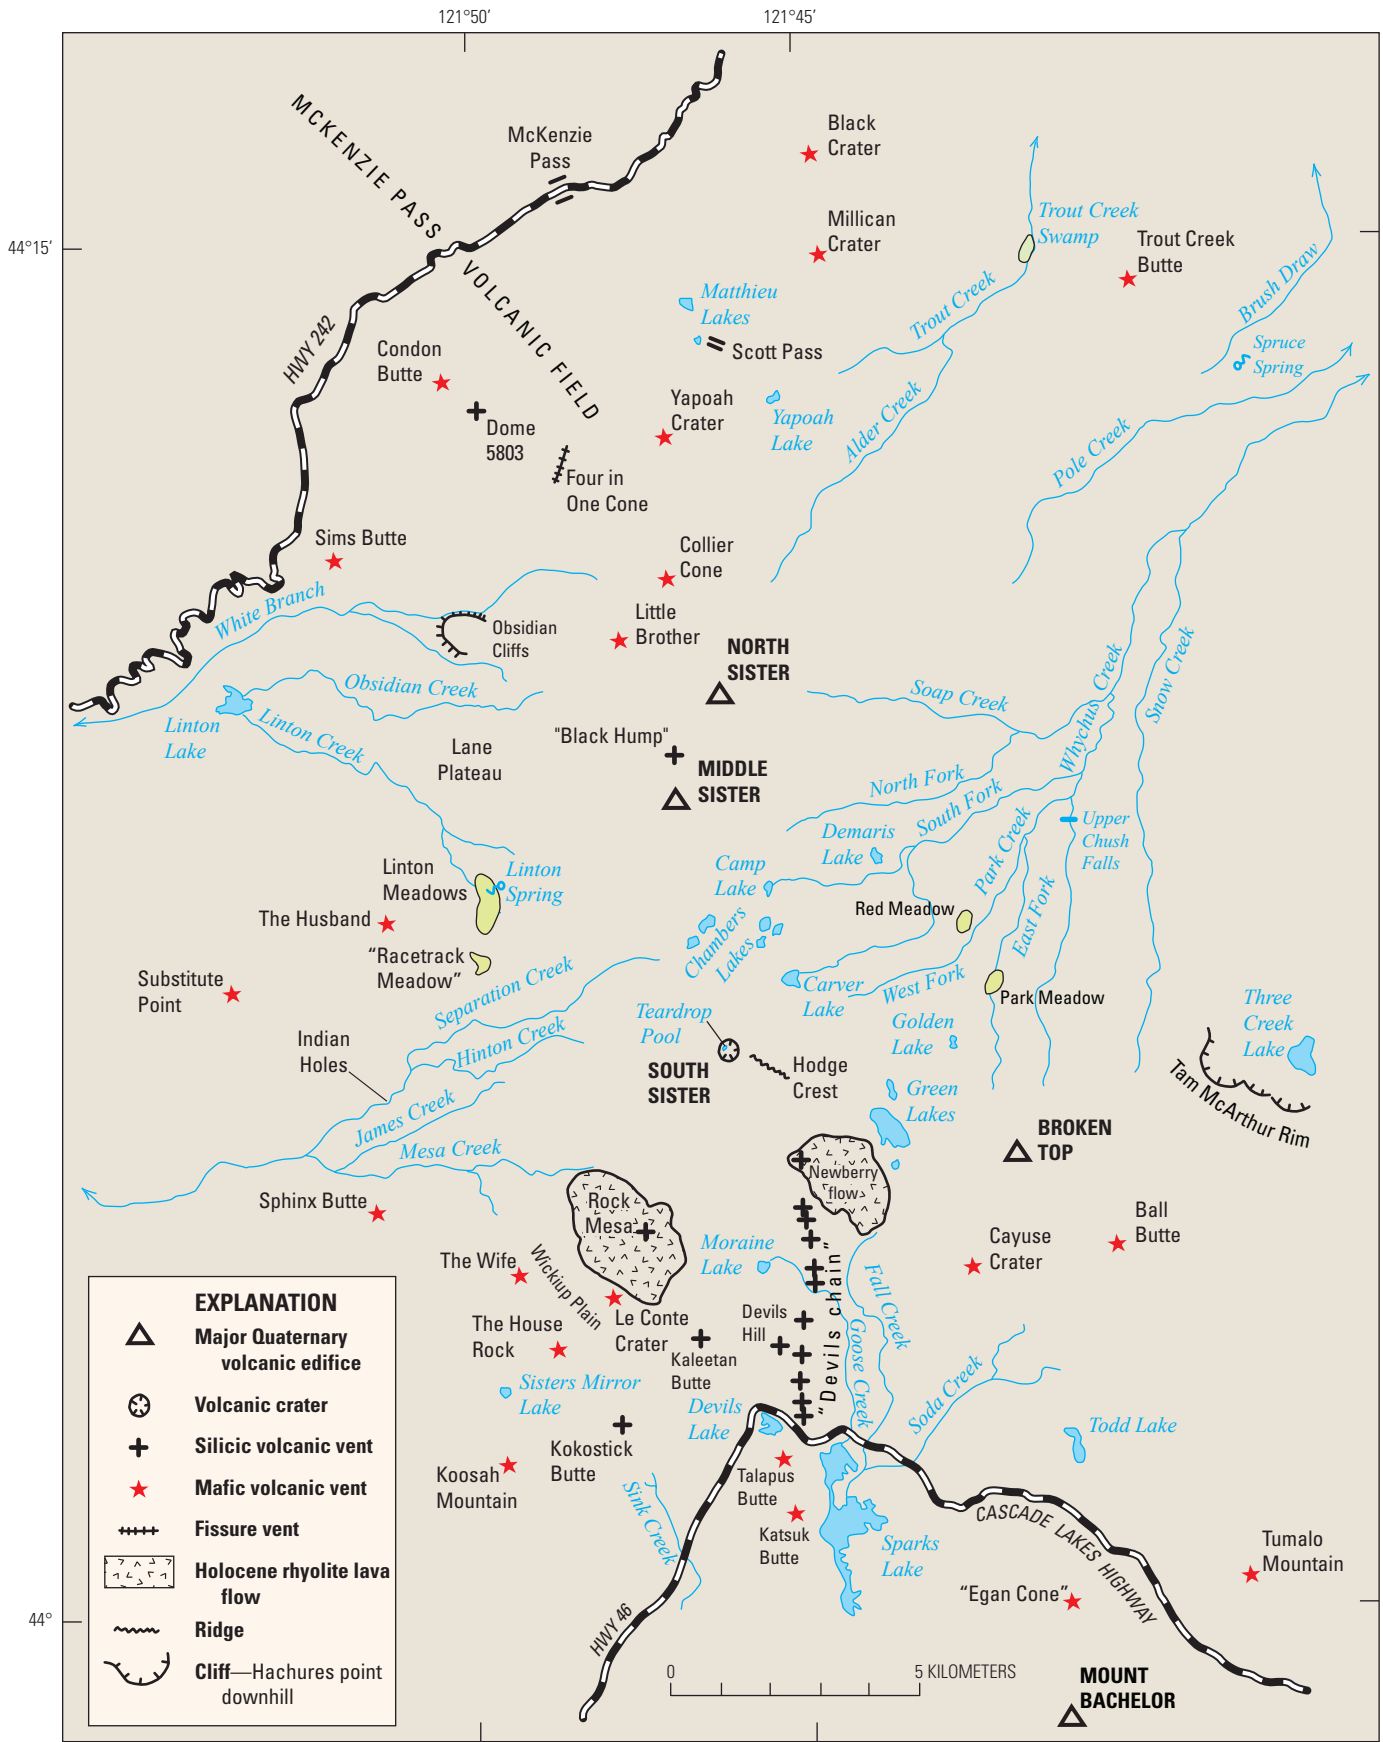 121°50′
121°45′
44°15′
44°
MCKENZIE PASS
VOLCANIC FIELD
McKenzie
Pass
Black
Crater
Millican
Crater
Trout Creek
Swamp
Trout Creek
Butte
Brush Draw
Spruce
Spring
Matthieu
Lakes
Scott Pass
Trout Creek
HWY 242
Condon
Butte
Dome
5803
Yapoah
Crater
Yapoah
Lake
Alder Creek
Pole Creek
Four in
One Cone
Sims Butte
Collier
Cone
White Branch
Little
Brother
Obsidian
Cliffs
NORTH
SISTER
Soap Creek
Whychus Creek
Snow Creek
Obsidian Creek
Linton
Lake
Linton Creek
Lane
Plateau
"Black Hump"
MIDDLE
SISTER
North Fork
South Fork
Park Creek
Upper
Chush
Falls
Demaris
Lake
Camp
Lake
Linton
Meadows
Linton
Spring
Red Meadow
East Fork
The Husband
Chambers
Lakes
“Racetrack
Meadow”
Substitute
Point
Separation Creek
Carver
Lake
West Fork
Park Meadow
Indian
Holes
Hinton Creek
Teardrop
Pool
Golden
Lake
Three
Creek
Lake
SOUTH
SISTER
Hodge
Crest
Green
Lakes
Tam McArthur Rim
James Creek
Mesa Creek
BROKEN
TOP
Newberry
flow
Sphinx Butte
Rock
Mesa
Moraine
Lake
Cayuse
Crater
Ball
Butte
The Wife
Wickiup Plain
“Devils chain”
Fall Creek
Goose Creek
Le Conte
Crater
Devils
Hill
The House
Rock
Kaleetan
Butte
Soda Creek
Sisters Mirror
Lake
Devils
Lake
Todd Lake
Kokostick
Butte
Koosah
Mountain
Talapus
Butte
Sink Creek
Katsuk
Butte
Sparks
Lake
CASCADE LAKES HIGHWAY
Tumalo
Mountain
“Egan Cone”
HWY 46
0
5 KILOMETERS
MOUNT
BACHELOR
EXPLANATION
Major Quaternary
volcanic edifice
Volcanic crater
Silicic volcanic vent
Mafic volcanic vent
Fissure vent
Holocene rhyolite lava
flow
Ridge
Cliff—Hachures point
downhill